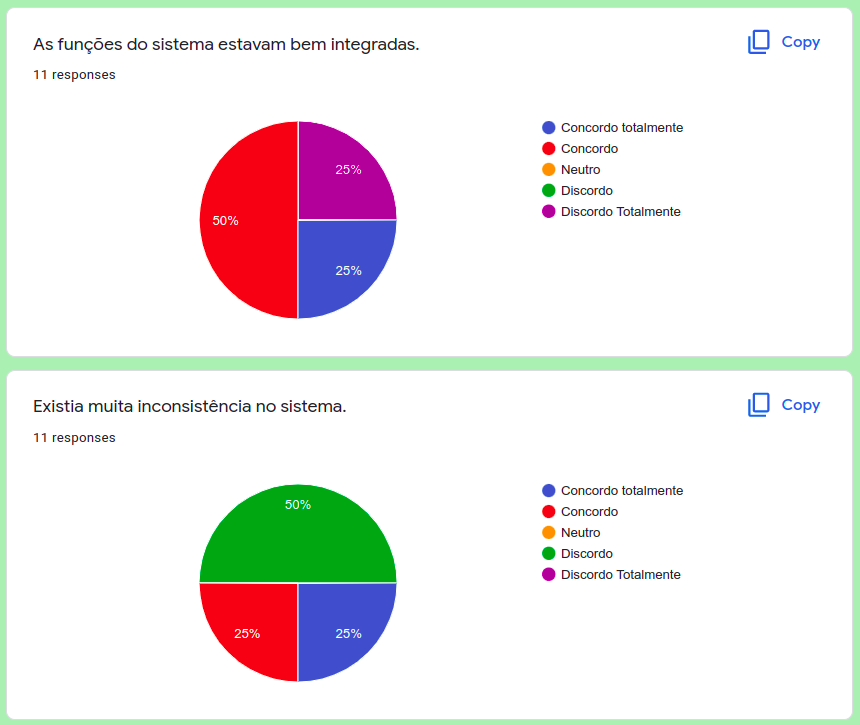 As funções do sistema estavam bem integradas.
Copy
11 responses
Concordo totalmente
Concordo
Neutro
Discordo
Discordo Totalmente
25%
50%
25%
Existia muita inconsistência no sistema.
Copy
11 responses
Concordo totalmente
Concordo
Neutro
Discordo
Discordo Totalmente
50%
25%
25%